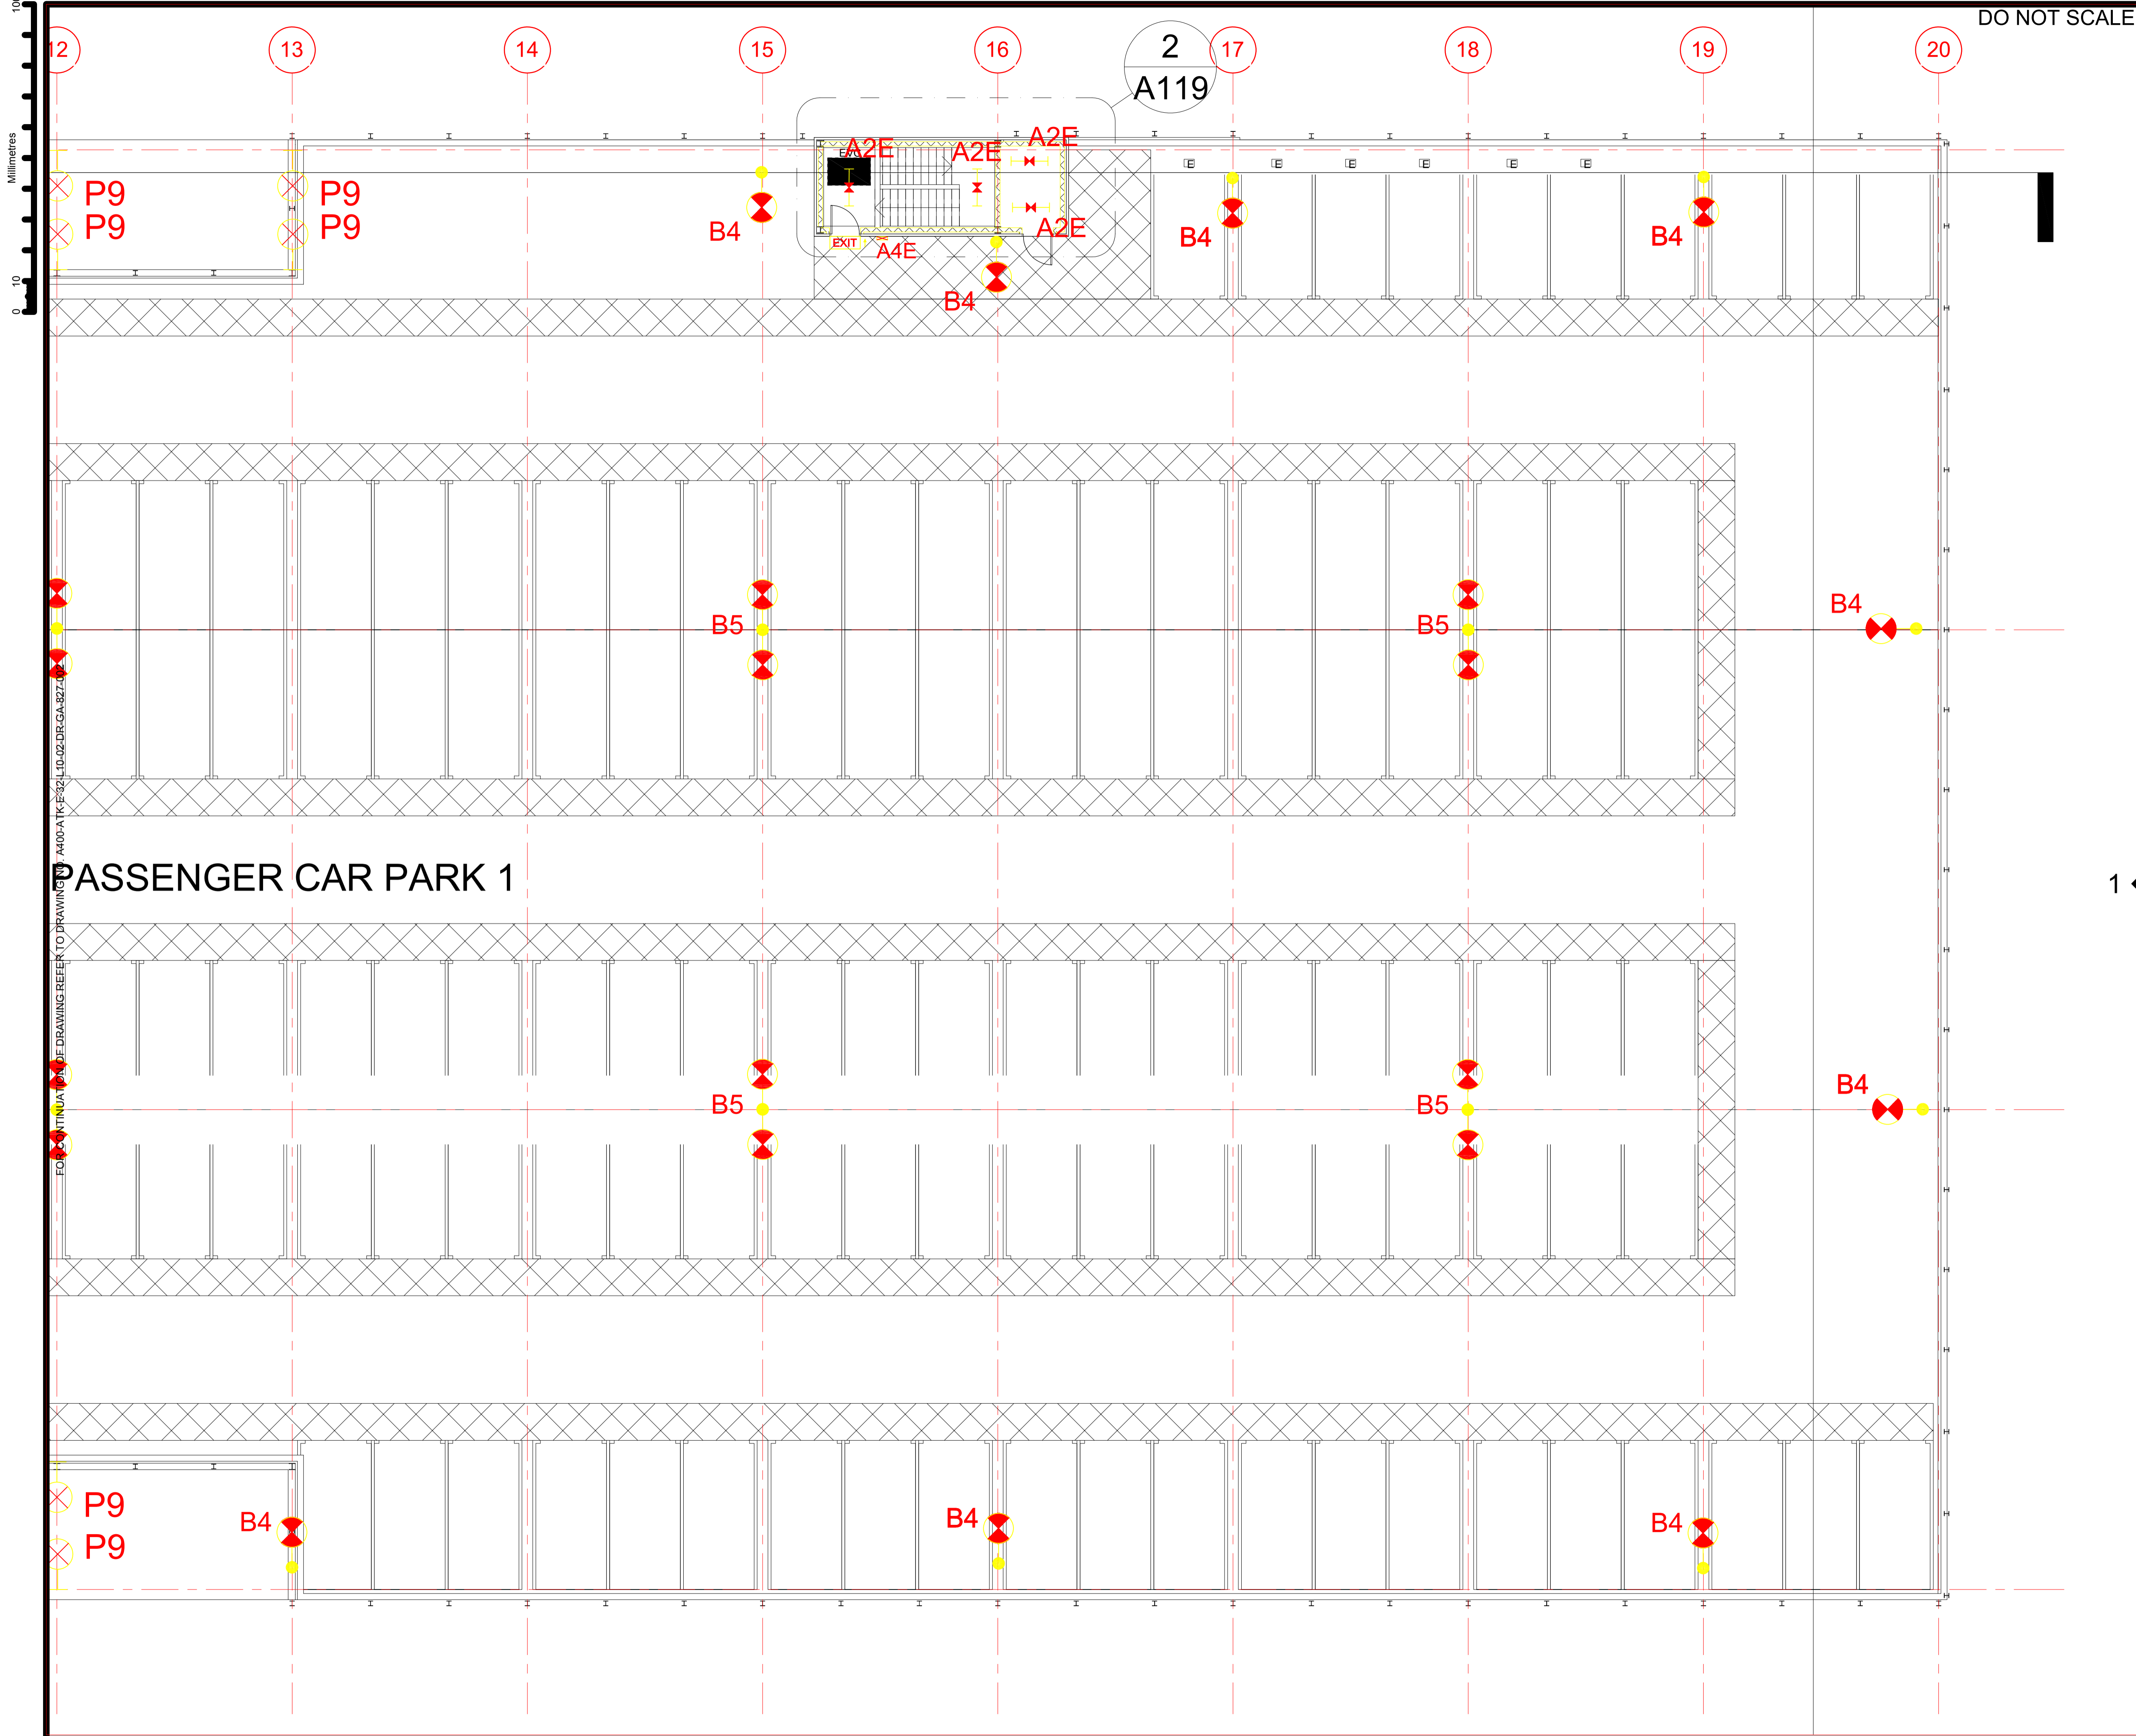 DO NOT SCALE
12
13
14
15
16
2
A119
17
18
19
20
100
Millimetres
10
0
A2E
A2E
A2E
A2E
A4E
EXIT
E E E E E E
P9
P9
P9
P9
B4
B4
B4
B4
B5
B5
B4
FOR CONTINUATION OF DRAWING REFER TO DRAWING NO. A400-ATK-E-32-L10-02-DR-GA-827-002
PASSENGER CAR PARK 1
1
B5
B5
B4
P9
P9
B4
B4
B4